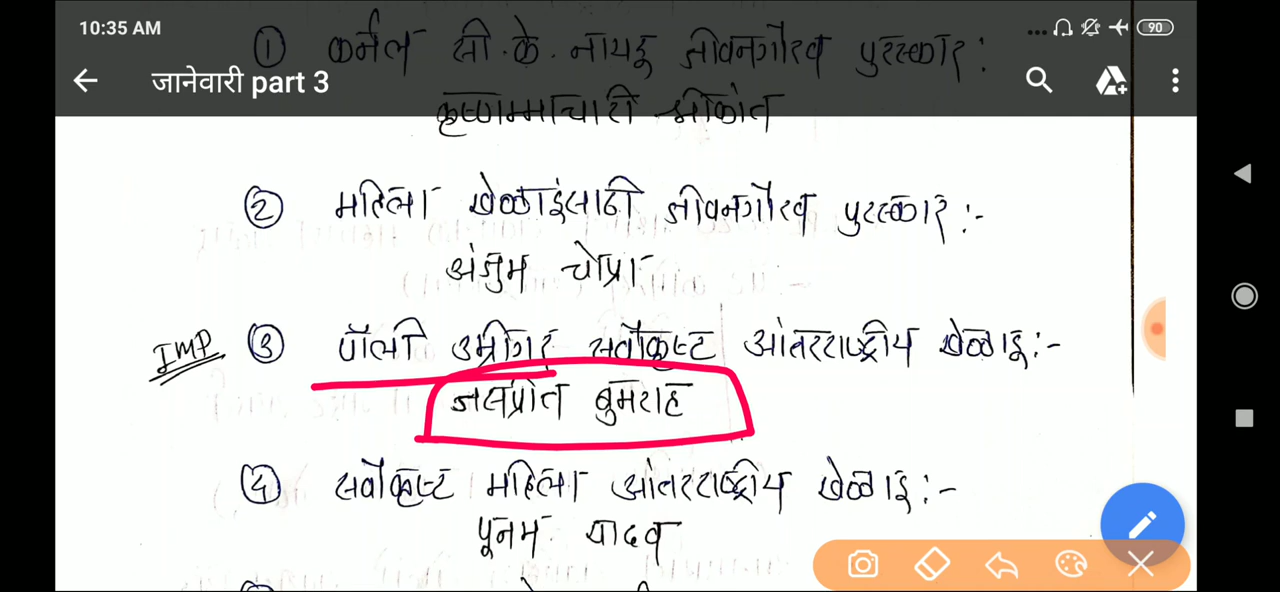 10:35 AM
90
① कर्नल सी.के. नायडू जीवनगौरव पुरस्कार:
जानेवारी part 3
कृष्णाम्माचारी श्रीकांत
② महिला खेळाडूंसाठी जीवनगौरव पुरस्कार :-
अंजुम चोप्रा
IMP ③ पॉली उम्रीगर सर्वोत्कृष्ट आंतरराष्ट्रीय खेळाडू :-
जसप्रीत बुमराह
④ सर्वोत्कृष्ट महिला आंतरराष्ट्रीय खेळाडू :-
पूनम यादव